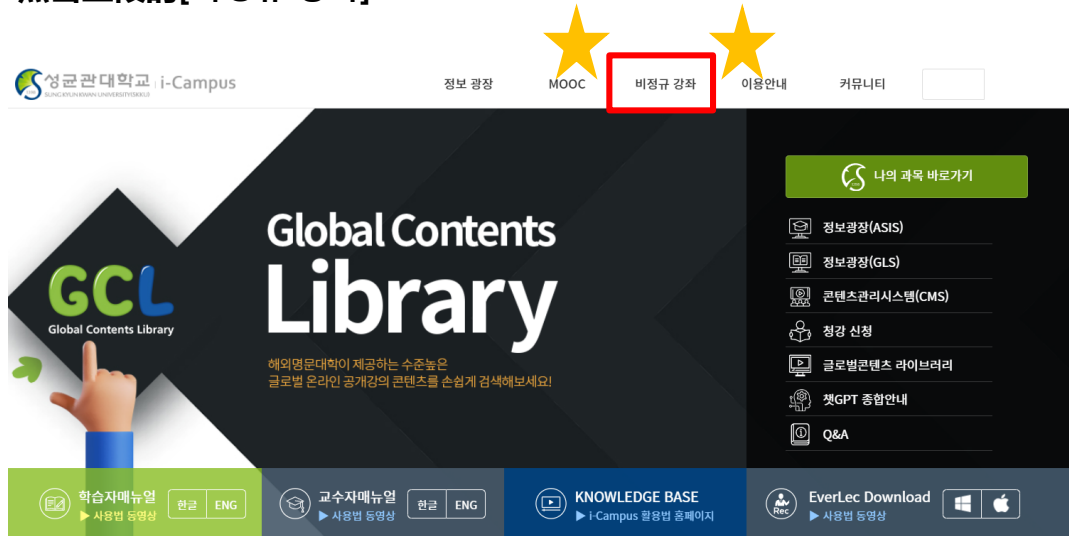 성균관대학교 i-Campus
SUNG KYUN KWAN UNIVERSITY(SKKU)
정보 광장
MOOC
비정규 강좌
이용안내
커뮤니티
나의 과목 바로가기
정보광장(ASIS)
정보광장(GLS)
콘텐츠관리시스템(CMS)
청강 신청
글로벌콘텐츠 라이브러리
챗GPT 종합안내
Q&A
GCL
Global Contents Library
Global Contents
Library
해외명문대학이 제공하는 수준높은
글로벌 온라인 공개강의 콘텐츠를 손쉽게 검색해보세요!
학습자매뉴얼
▶ 사용법 동영상
한글 ENG
교수자매뉴얼
▶ 사용법 동영상
한글 ENG
KNOWLEDGE BASE
▶ i-Campus 활용법 홈페이지
Rec
EverLec Download
▶ 사용법 동영상